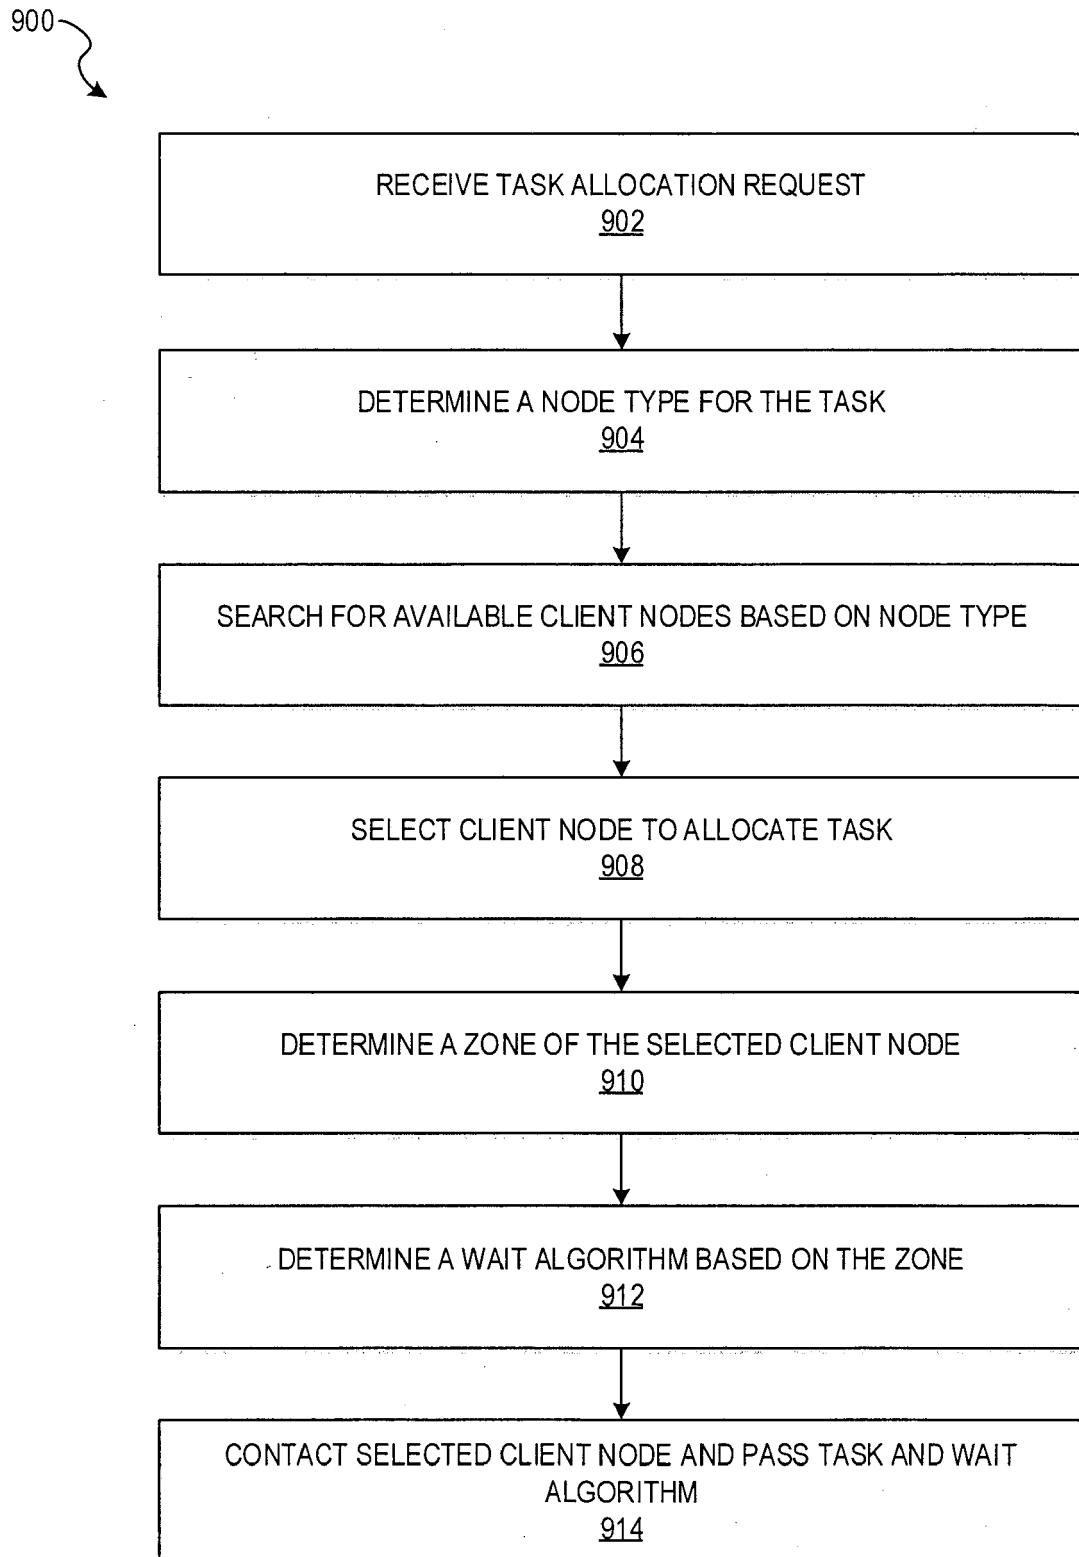 900
RECEIVE TASK ALLOCATION REQUEST
902
DETERMINE A NODE TYPE FOR THE TASK
904
SEARCH FOR AVAILABLE CLIENT NODES BASED ON NODE TYPE
906
SELECT CLIENT NODE TO ALLOCATE TASK
908
DETERMINE A ZONE OF THE SELECTED CLIENT NODE
910
DETERMINE A WAIT ALGORITHM BASED ON THE ZONE
912
CONTACT SELECTED CLIENT NODE AND PASS TASK AND WAIT
ALGORITHM
914